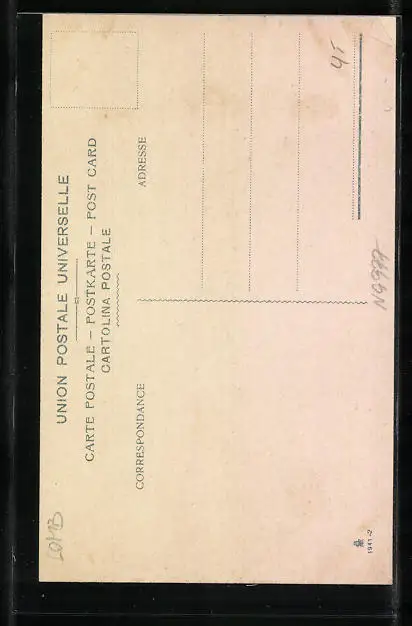 UNION POSTALE UNIVERSELLE
CARTE POSTALE — POSTKARTE — POST CARD
CARTOLINA POSTALE
CORRESPONDANCE
ADRESSE
1941-2